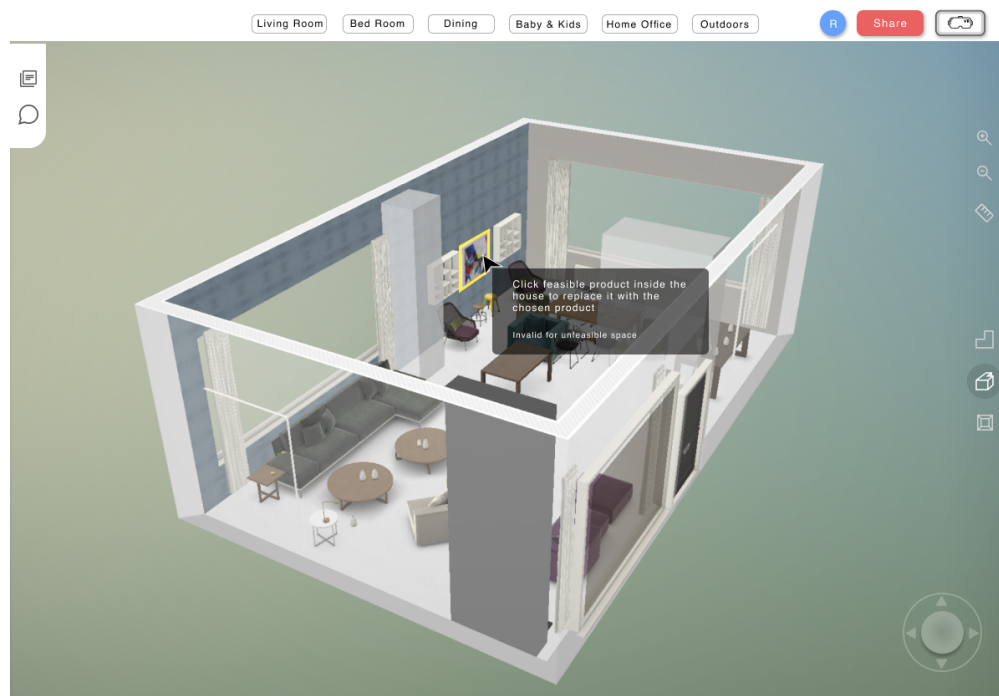 Living Room
Bed Room
Dining
Baby & Kids
Home Office
Outdoors
R
Share
Click feasible product inside the
house to replace it with the
chosen product
Invalid for unfeasible space